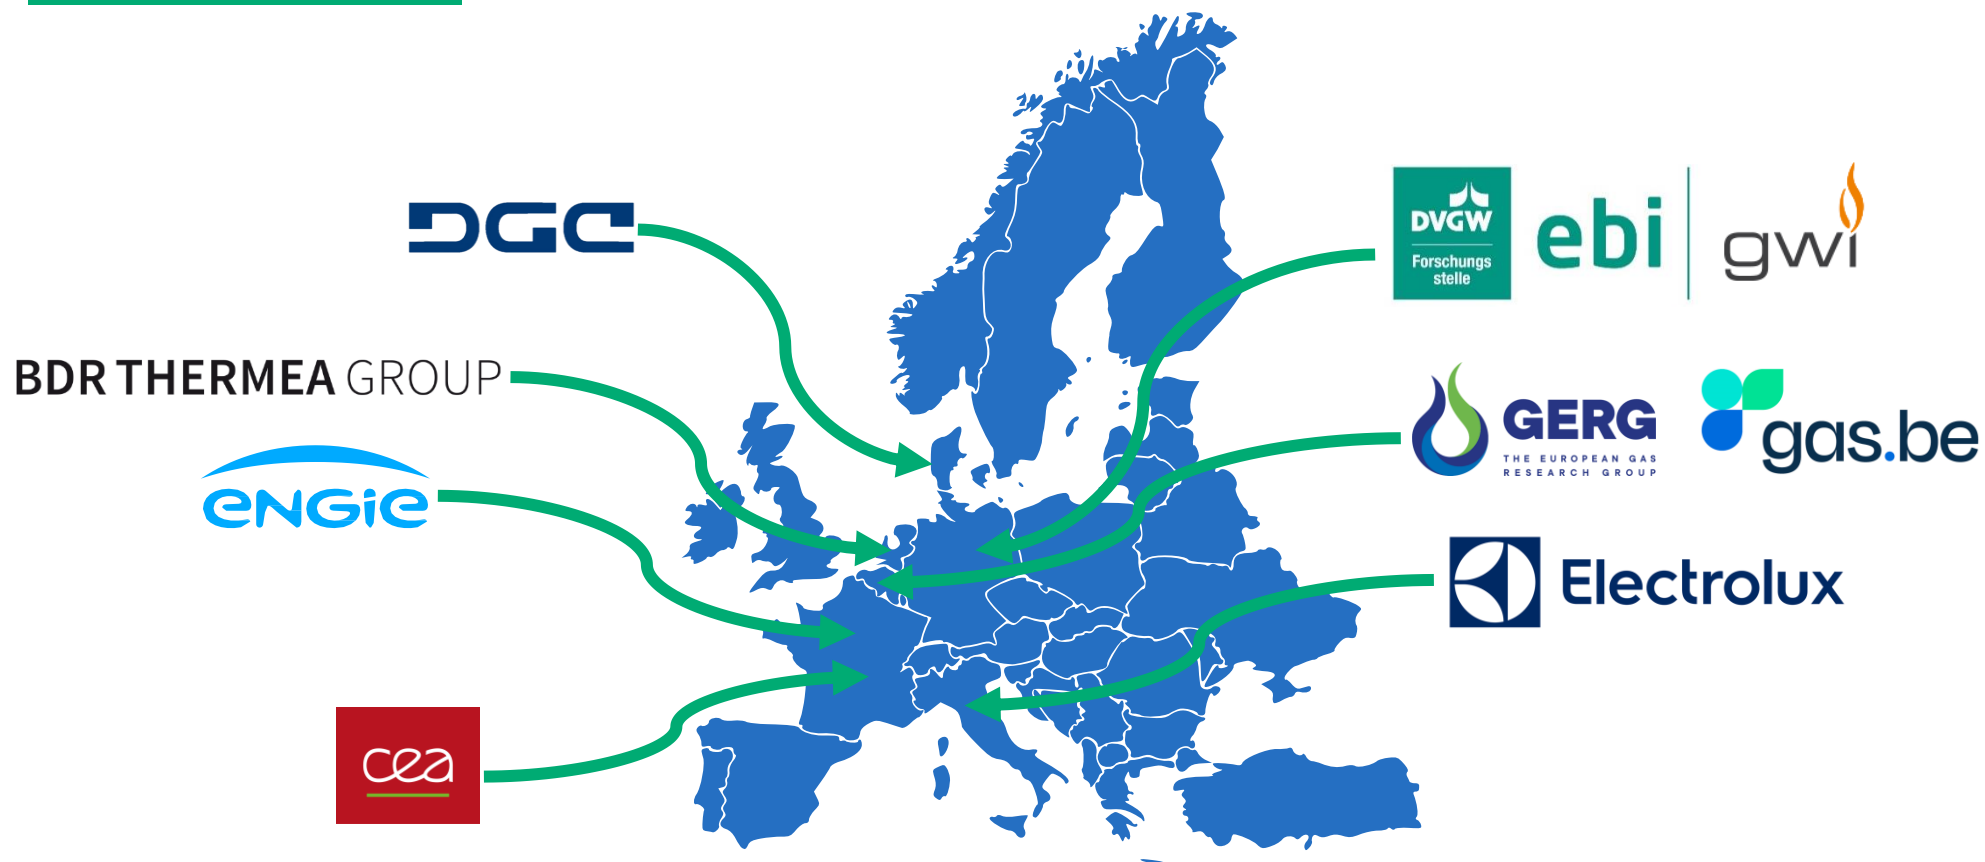 DGC
BDR THERMEA GROUP
ENGiE
cea
DVGW
Forschungs
stelle
ebi
gwi
GERG
THE EUROPEAN GAS
RESEARCH GROUP
gas.be
Electrolux